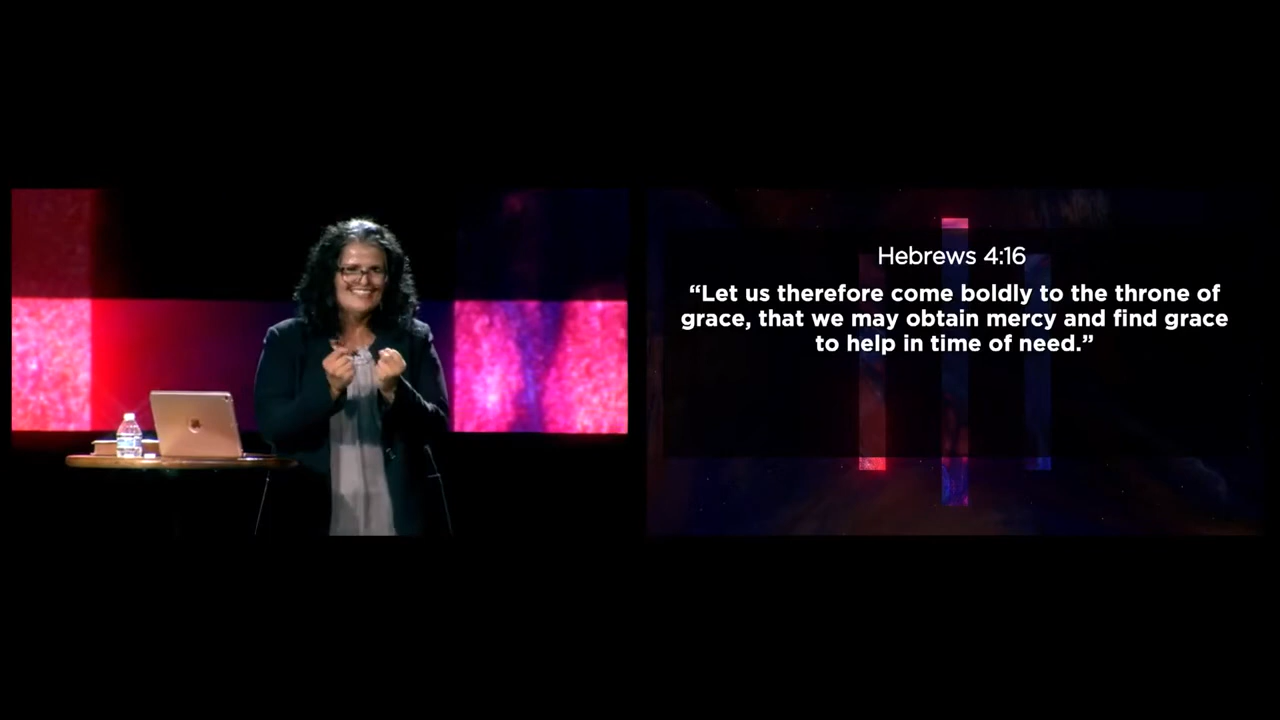 Hebrews 4:16
“Let us therefore come boldly to the throne of
grace, that we may obtain mercy and find grace
to help in time of need.”